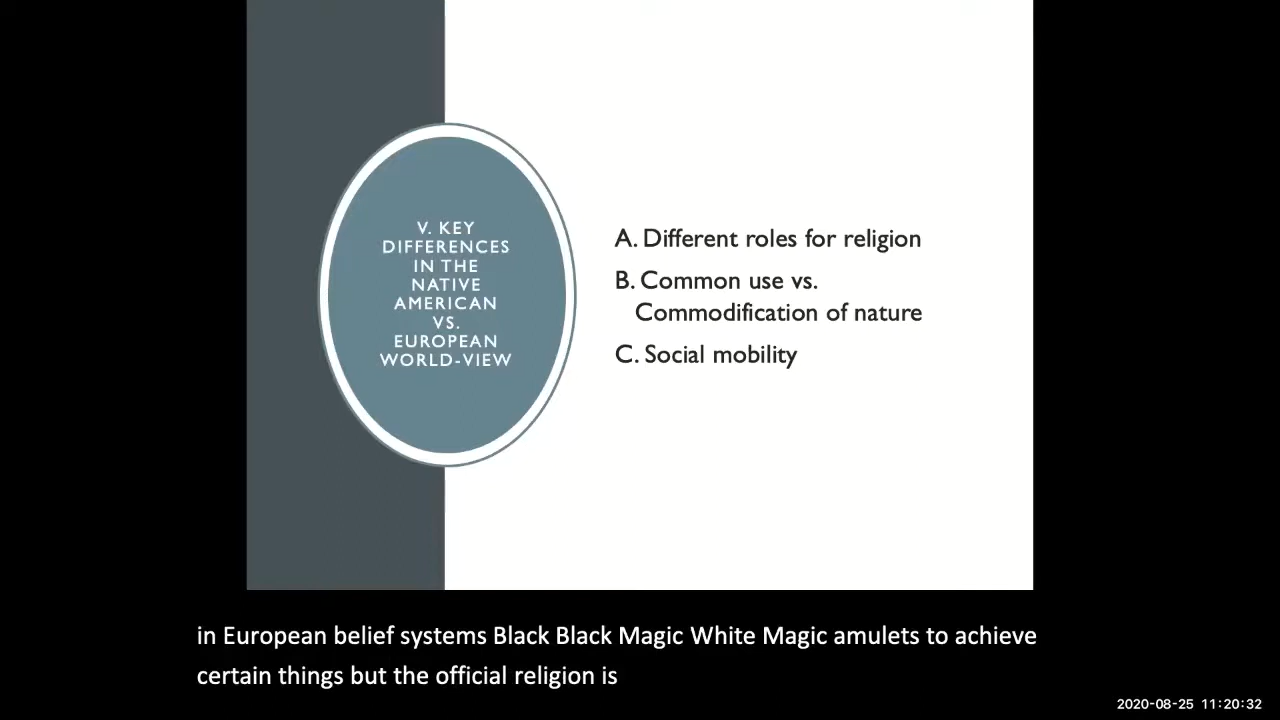 V. KEY
DIFFERENCES
IN THE
NATIVE
AMERICAN
VS.
EUROPEAN
WORLD-VIEW
A. Different roles for religion
B. Common use vs.
Commodification of nature
C. Social mobility
in European belief systems Black Black Magic White Magic amulets to achieve
certain things but the official religion is
2020-08-25 11:20:32